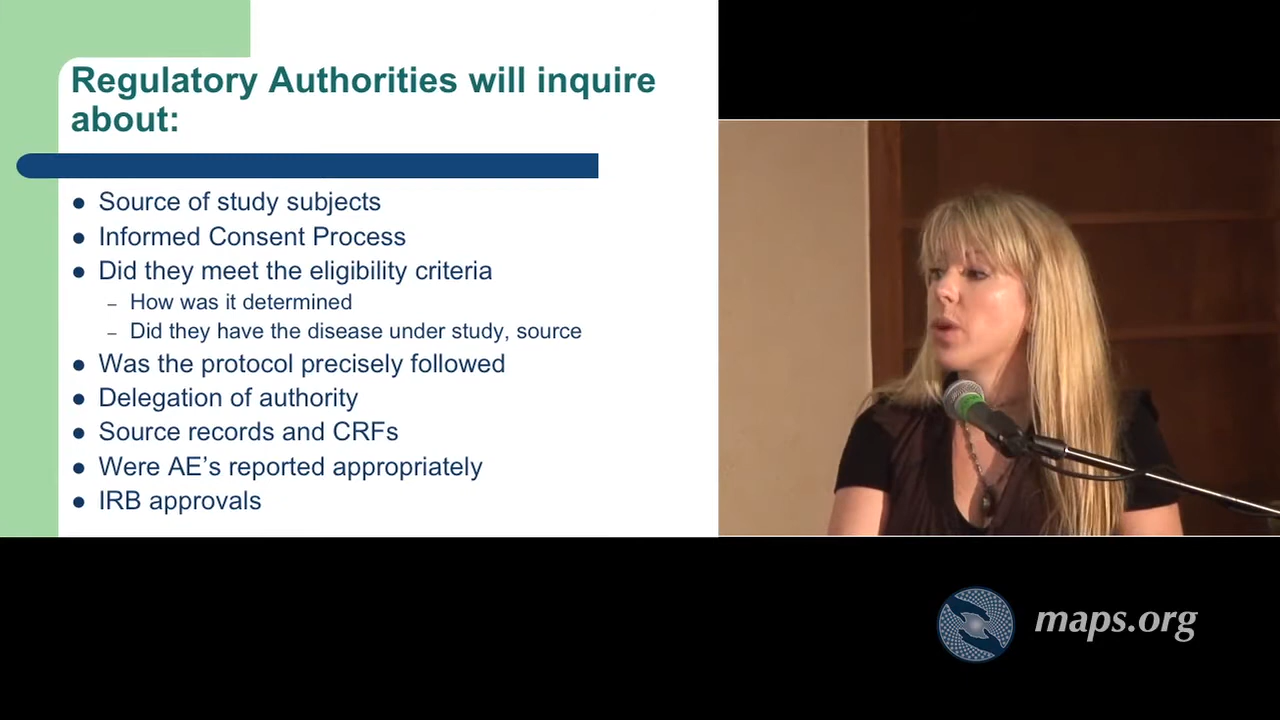 Regulatory Authorities will inquire
about:
● Source of study subjects
● Informed Consent Process
● Did they meet the eligibility criteria
– How was it determined
– Did they have the disease under study, source
● Was the protocol precisely followed
● Delegation of authority
● Source records and CRFs
● Were AE’s reported appropriately
● IRB approvals
maps.org